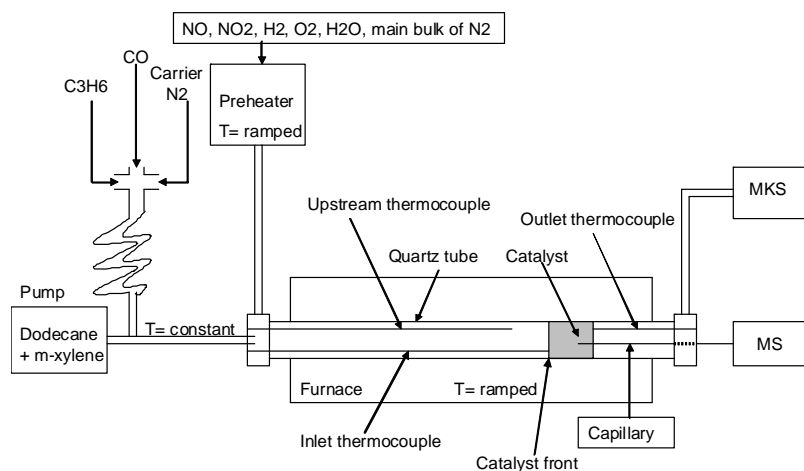 NO, NO2, H2, O2, H2O, main bulk of N2
CO
C3H6
Carrier
N2
Preheater
T= ramped
MKS
Upstream thermocouple
Outlet thermocouple
Quartz tube
Catalyst
Pump
Dodecane
+ m-xylene
T= constant
MS
Furnace
T= ramped
Inlet thermocouple
Capillary
Catalyst front